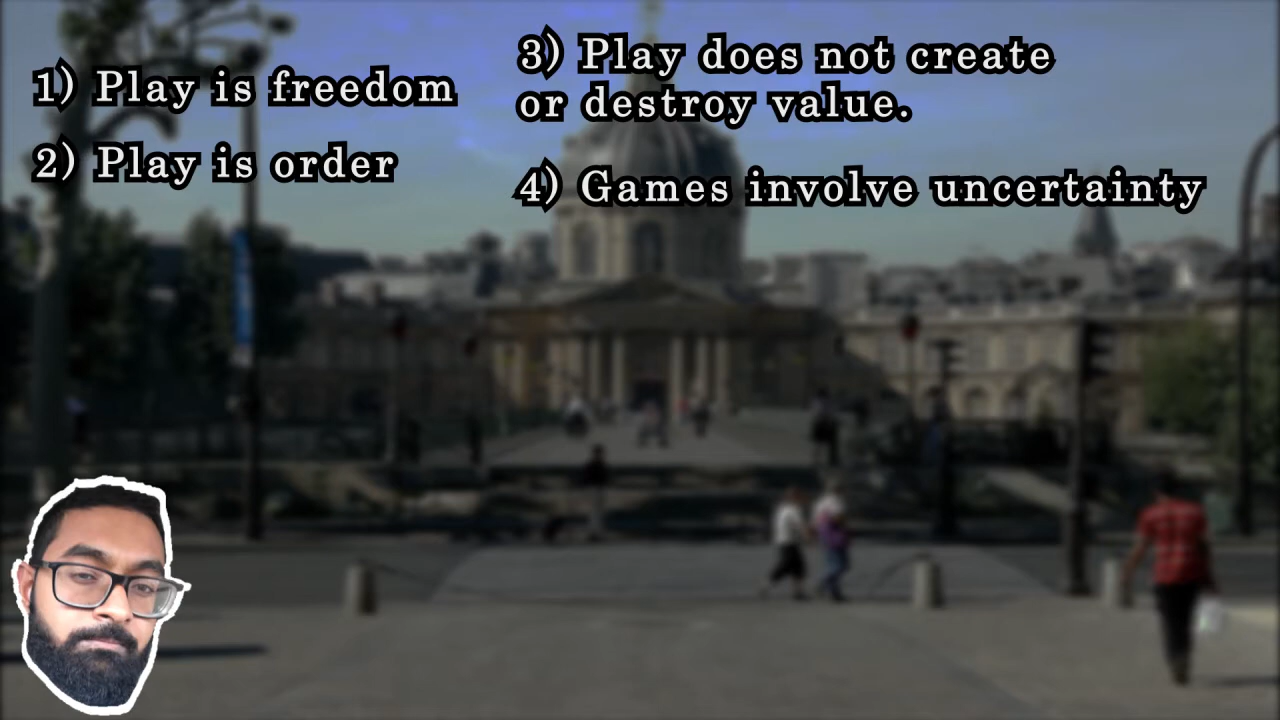 1) Play is freedom
2) Play is order
3) Play does not create
or destroy value.
4) Games involve uncertainty